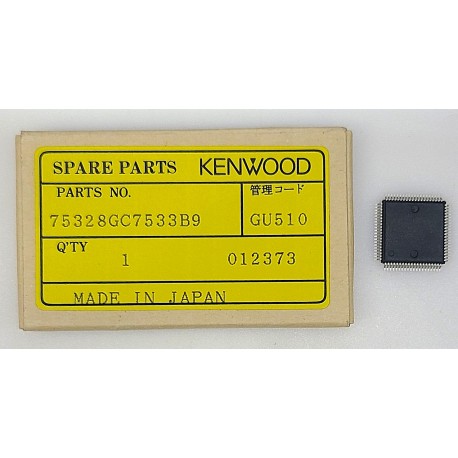 SPARE PARTS KENWOOD
PARTS NO. 管理コード
75328GC7533B9 GU510
Q'TY
1 012373
MADE IN JAPAN